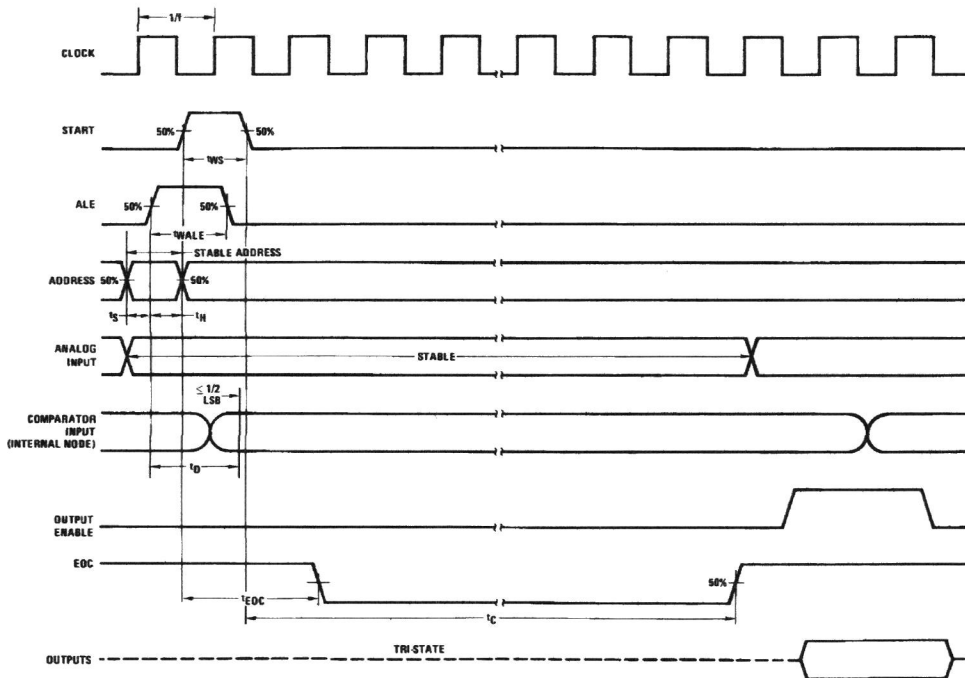 1/f
CLOCK
START
50%
50%
tWS
ALE
50%
50%
tWALE
STABLE ADDRESS
ADDRESS
50%
50%
tS
tH
ANALOG
INPUT
STABLE
≤ 1/2
LSB
COMPARATOR
INPUT
(INTERNAL NODE)
tD
OUTPUT
ENABLE
EOC
50%
tEOC
tC
TRI-STATE
OUTPUTS